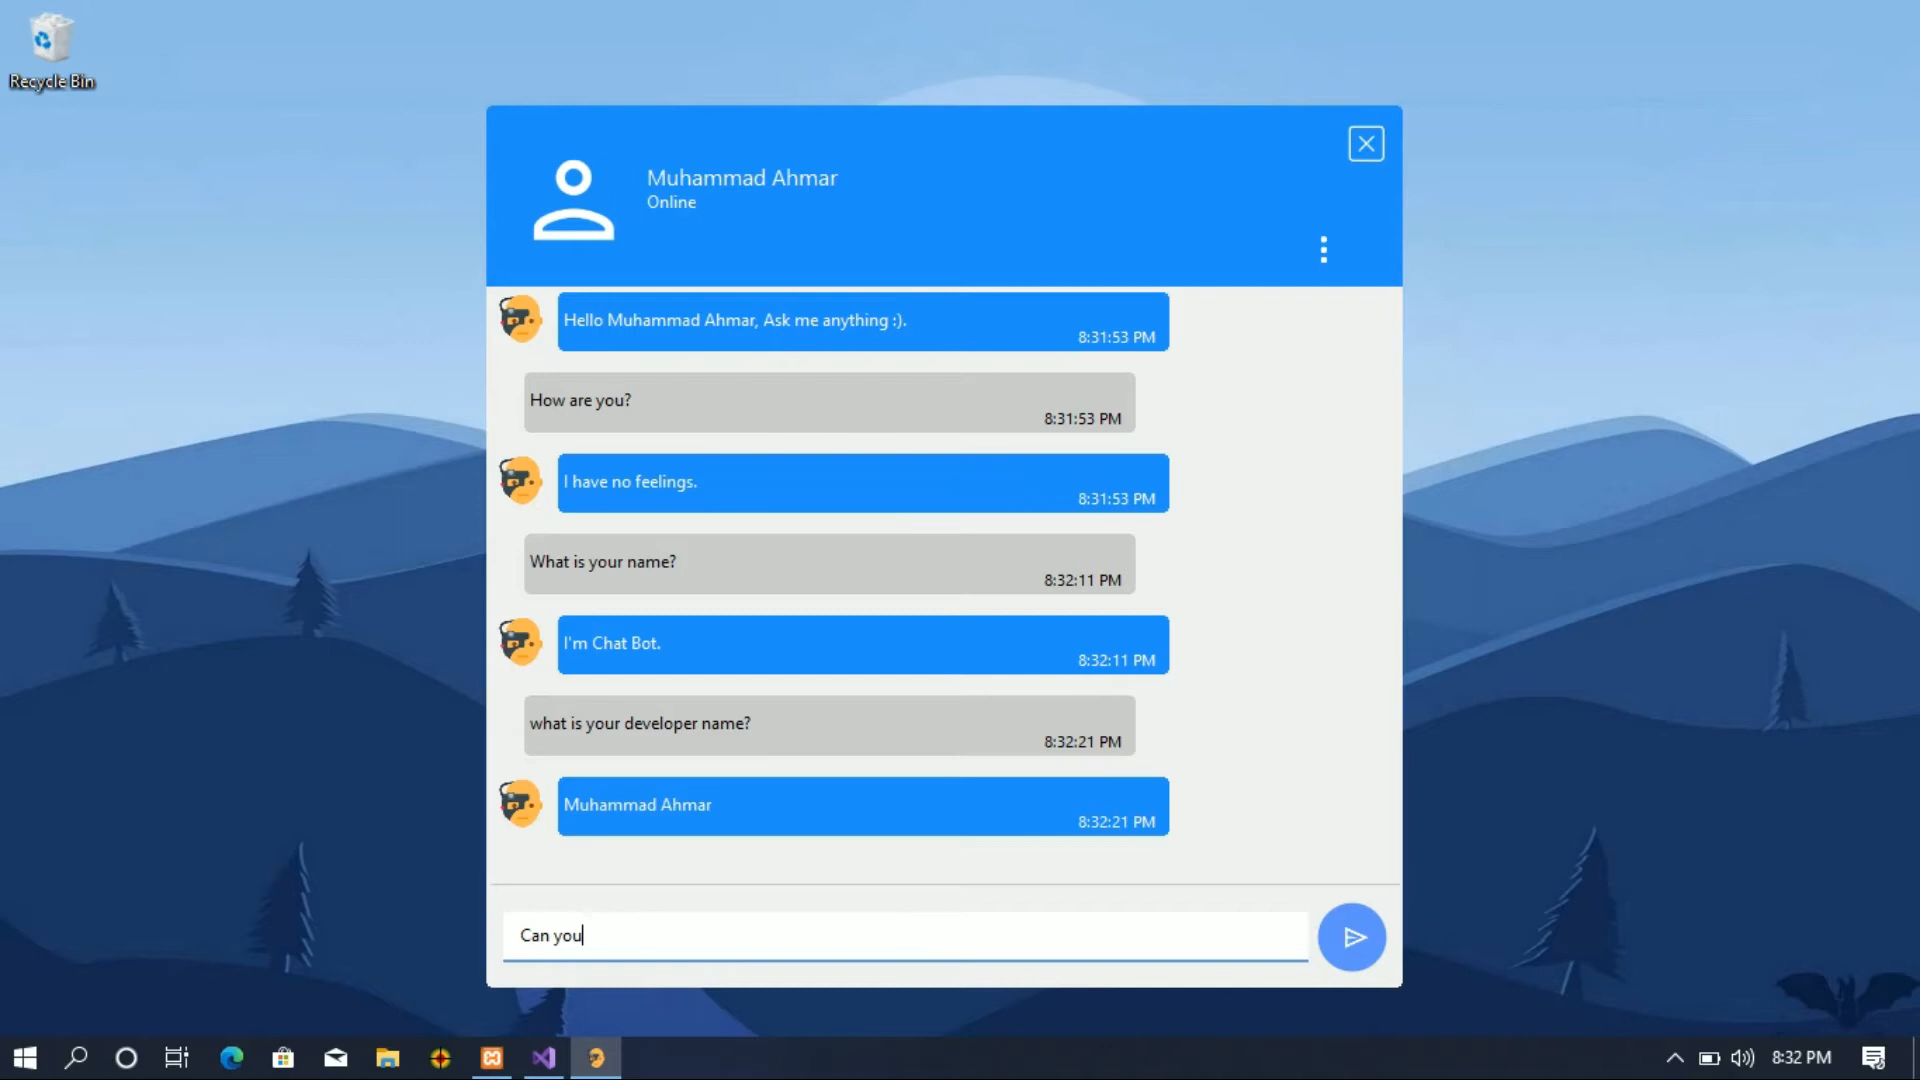 Recycle Bin
Muhammad Ahmar
Online
Hello Muhammad Ahmar, Ask me anything :).
8:31:53 PM
How are you?
8:31:53 PM
I have no feelings.
8:31:53 PM
What is your name?
8:32:11 PM
I'm Chat Bot.
8:32:11 PM
what is your developer name?
8:32:21 PM
Muhammad Ahmar
8:32:21 PM
Can you
8:32 PM